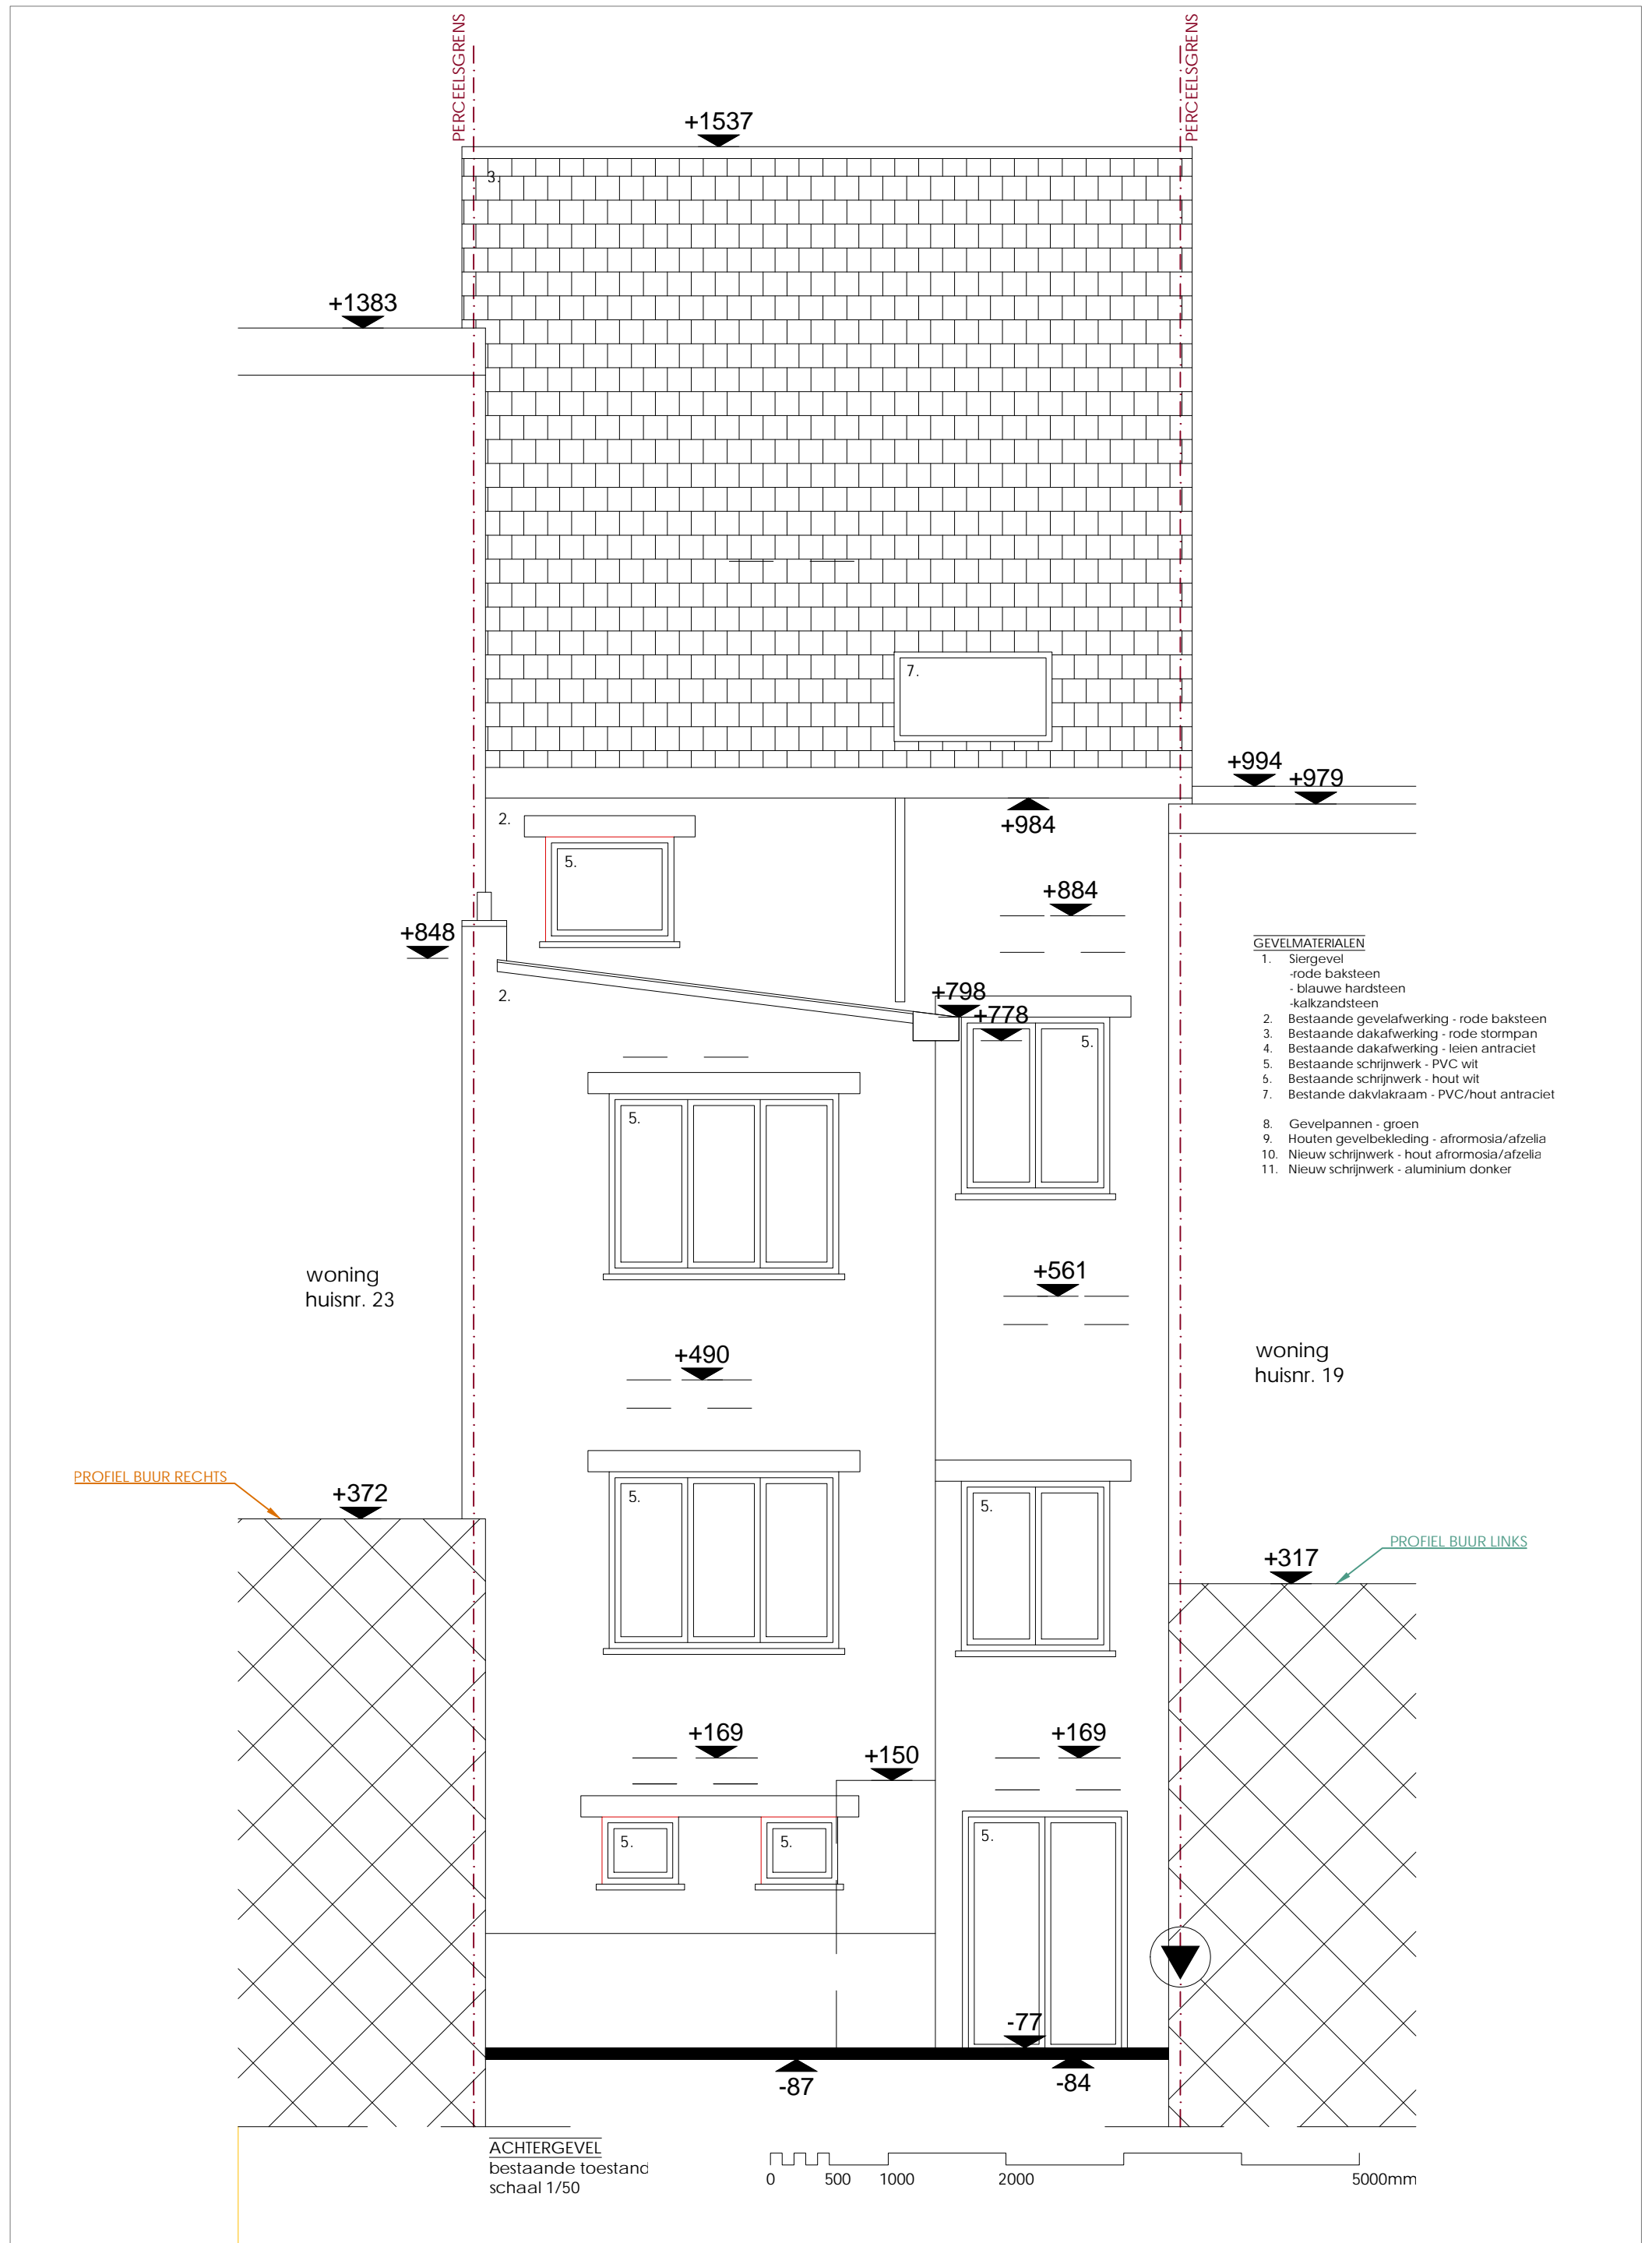 PERCEELSGRENS
PERCEELSGRENS
+1537
3.
+1383
7.
+994
+979
+984
2.
5.
+884
+848
2.
+798
+778
5.
5.
GEVELMATERIALEN
1. Siergevel
-rode baksteen
- blauwe hardsteen
-kalkzandsteen
2. Bestaande gevelafwerking - rode baksteen
3. Bestaande dakafwerking - rode stormpan
4. Bestaande dakafwerking - leien antraciet
5. Bestaande schrijnwerk - PVC wit
6. Bestaande schrijnwerk - hout wit
7. Bestande dakvlakraam - PVC/hout antraciet
8. Gevelpannen - groen
9. Houten gevelbekleding - afrormosia/afzelia
10. Nieuw schrijnwerk - hout afrormosia/afzelia
11. Nieuw schrijnwerk - aluminium donker
woning
huisnr. 23
+561
+490
woning
huisnr. 19
PROFIEL BUUR RECHTS
+372
5.
5.
PROFIEL BUUR LINKS
+317
+169
+169
+150
5.
5.
5.
-77
-87
-84
ACHTERGEVEL
bestaande toestand
schaal 1/50
0 500 1000 2000 5000mm